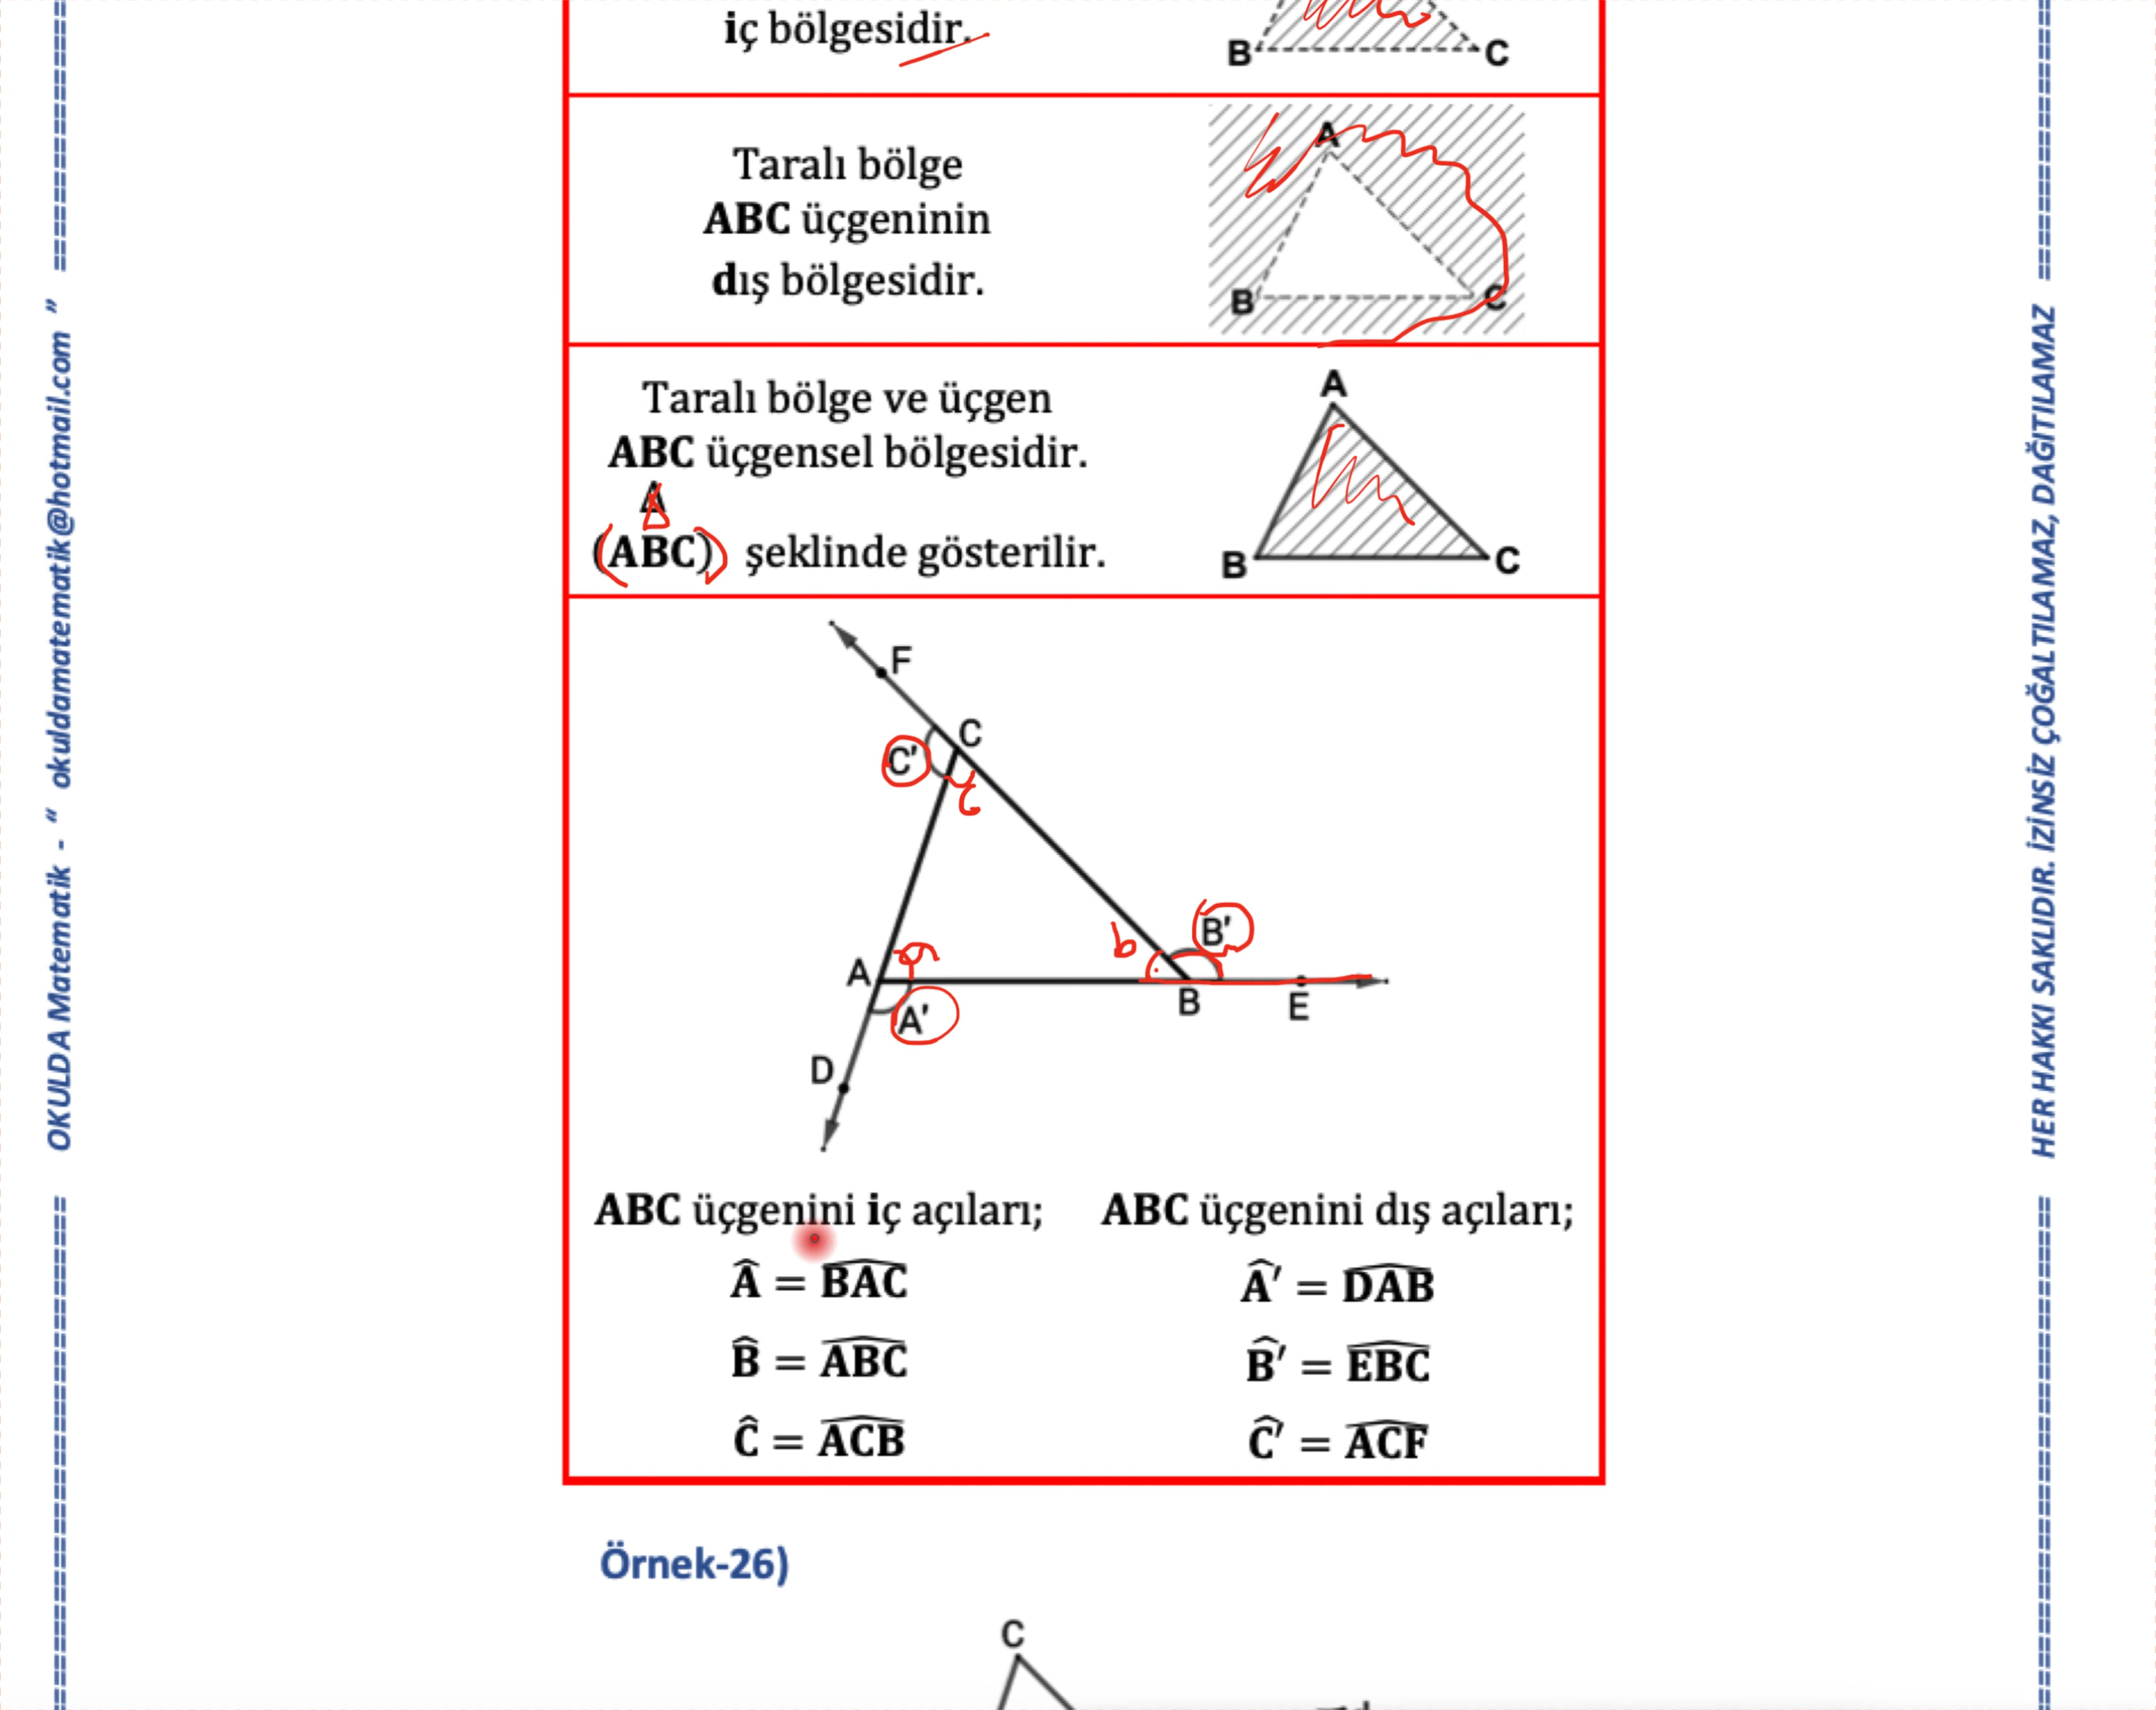 iç bölgesidir.
B
C
Taralı bölge
ABC üçgeninin
dış bölgesidir.
A
B
C
Taralı bölge ve üçgen
ABC üçgensel bölgesidir.
(ABC) şeklinde gösterilir.
A
B
C
F
C
C'
c
A
a
A'
b
B'
B
E
D
ABC üçgenini iç açıları;
Â = BAC
B̂ = ABC
Ĉ = ACB
ABC üçgenini dış açıları;
Â′ = DAB
B̂′ = EBC
Ĉ′ = ACF
Örnek-26)
C
OKULDA Matematik - " okuldamatematik@hotmail.com "
HER HAKKI SAKLIDIR. İZİNSİZ ÇOĞALTILAMAZ, DAĞITILAMAZ